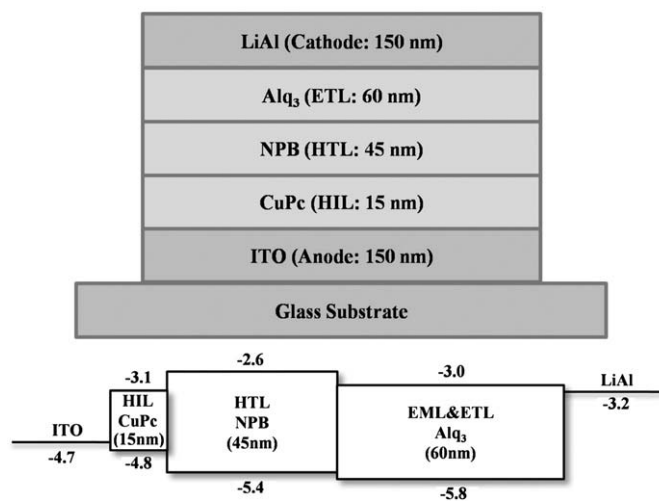 LiAl (Cathode: 150 nm)
Alq₃ (ETL: 60 nm)
NPB (HTL: 45 nm)
CuPc (HIL: 15 nm)
ITO (Anode: 150 nm)
Glass Substrate
-3.1
-2.6
-3.0
LiAl
-3.2
HIL
CuPc
(15nm)
HTL
NPB
(45nm)
EML&ETL
Alq₃
(60nm)
ITO
-4.7
-4.8
-5.4
-5.8